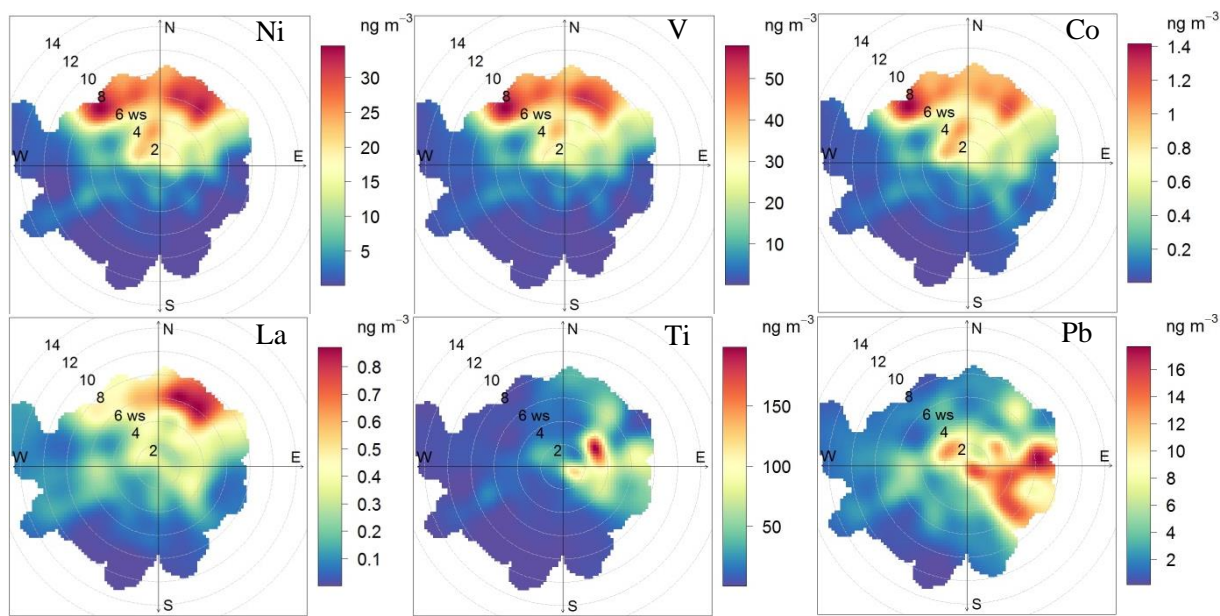 Ni
ng m⁻³
N
14
12
10
8
6 ws
4
2
W
E
S
30
25
20
15
10
5
V
ng m⁻³
N
14
12
10
8
6 ws
4
2
W
E
S
50
40
30
20
10
Co
ng m⁻³
N
14
12
10
8
6 ws
4
2
W
E
S
1.4
1.2
1
0.8
0.6
0.4
0.2
La
ng m⁻³
N
14
12
10
8
6 ws
4
2
W
E
S
0.8
0.7
0.6
0.5
0.4
0.3
0.2
0.1
Ti
ng m⁻³
N
14
12
10
8
6 ws
4
2
W
E
S
150
100
50
Pb
ng m⁻³
N
14
12
10
8
6 ws
4
2
W
E
S
16
14
12
10
8
6
4
2